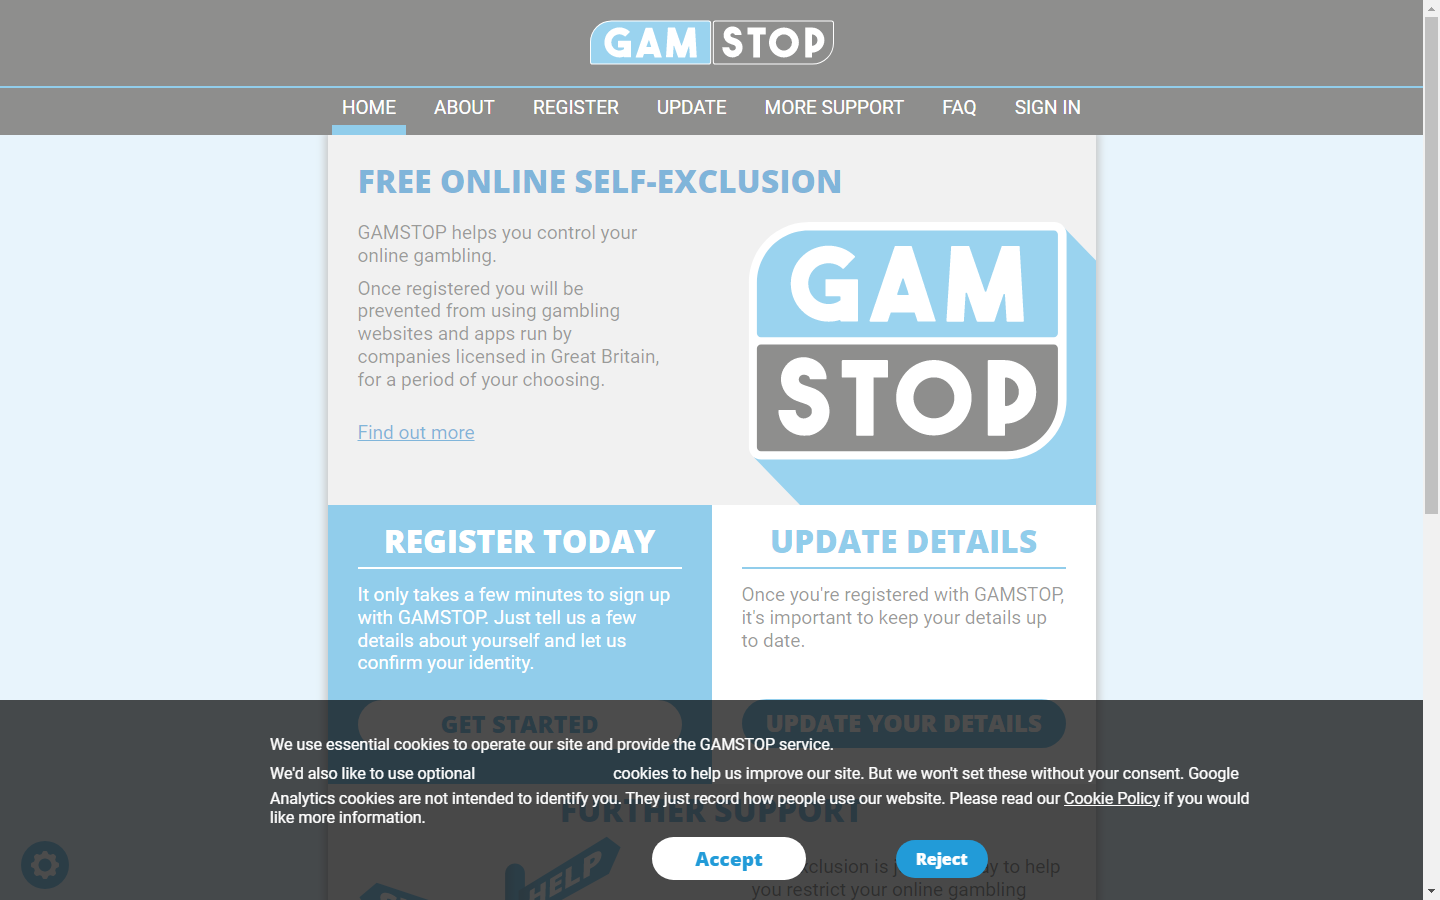 GAM STOP
HOME ABOUT REGISTER UPDATE MORE SUPPORT FAQ SIGN IN
FREE ONLINE SELF-EXCLUSION
GAMSTOP helps you control your
online gambling.
Once registered you will be
prevented from using gambling
websites and apps run by
companies licensed in Great Britain,
for a period of your choosing.
Find out more
GAM
STOP
REGISTER TODAY
It only takes a few minutes to sign up
with GAMSTOP. Just tell us a few
details about yourself and let us
confirm your identity.
GET STARTED
UPDATE DETAILS
Once you're registered with GAMSTOP,
it's important to keep your details up
to date.
UPDATE YOUR DETAILS
FURTHER SUPPORT
HELP
to help
you restrict your online gambling
We use essential cookies to operate our site and provide the GAMSTOP service.
We'd also like to use optional cookies to help us improve our site. But we won't set these without your consent. Google
Analytics cookies are not intended to identify you. They just record how people use our website. Please read our Cookie Policy if you would
like more information.
Accept
Reject